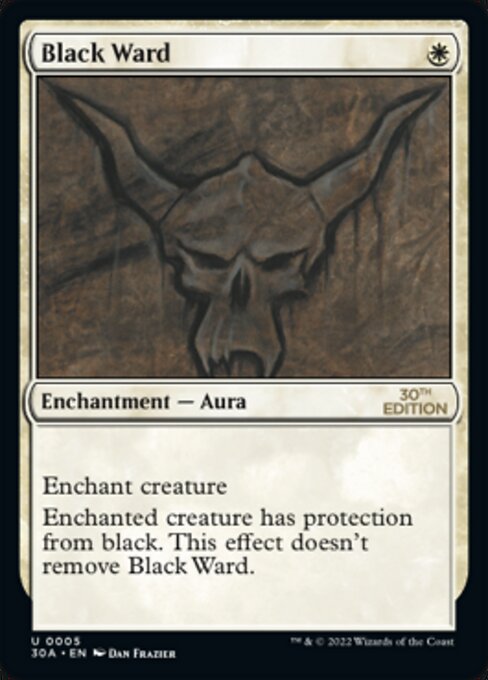 Black Ward
Enchantment — Aura
30TH
EDITION
Enchant creature
Enchanted creature has protection
from black. This effect doesn't
remove Black Ward.
U 0005
30A • EN Dan Frazier
™ & © 2022 Wizards of the Coast